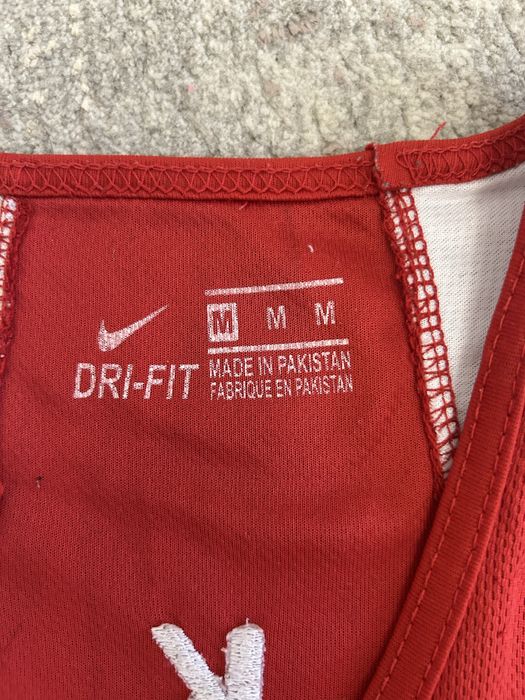 M M M
DRI-FIT
MADE IN PAKISTAN
FABRIQUE EN PAKISTAN
K